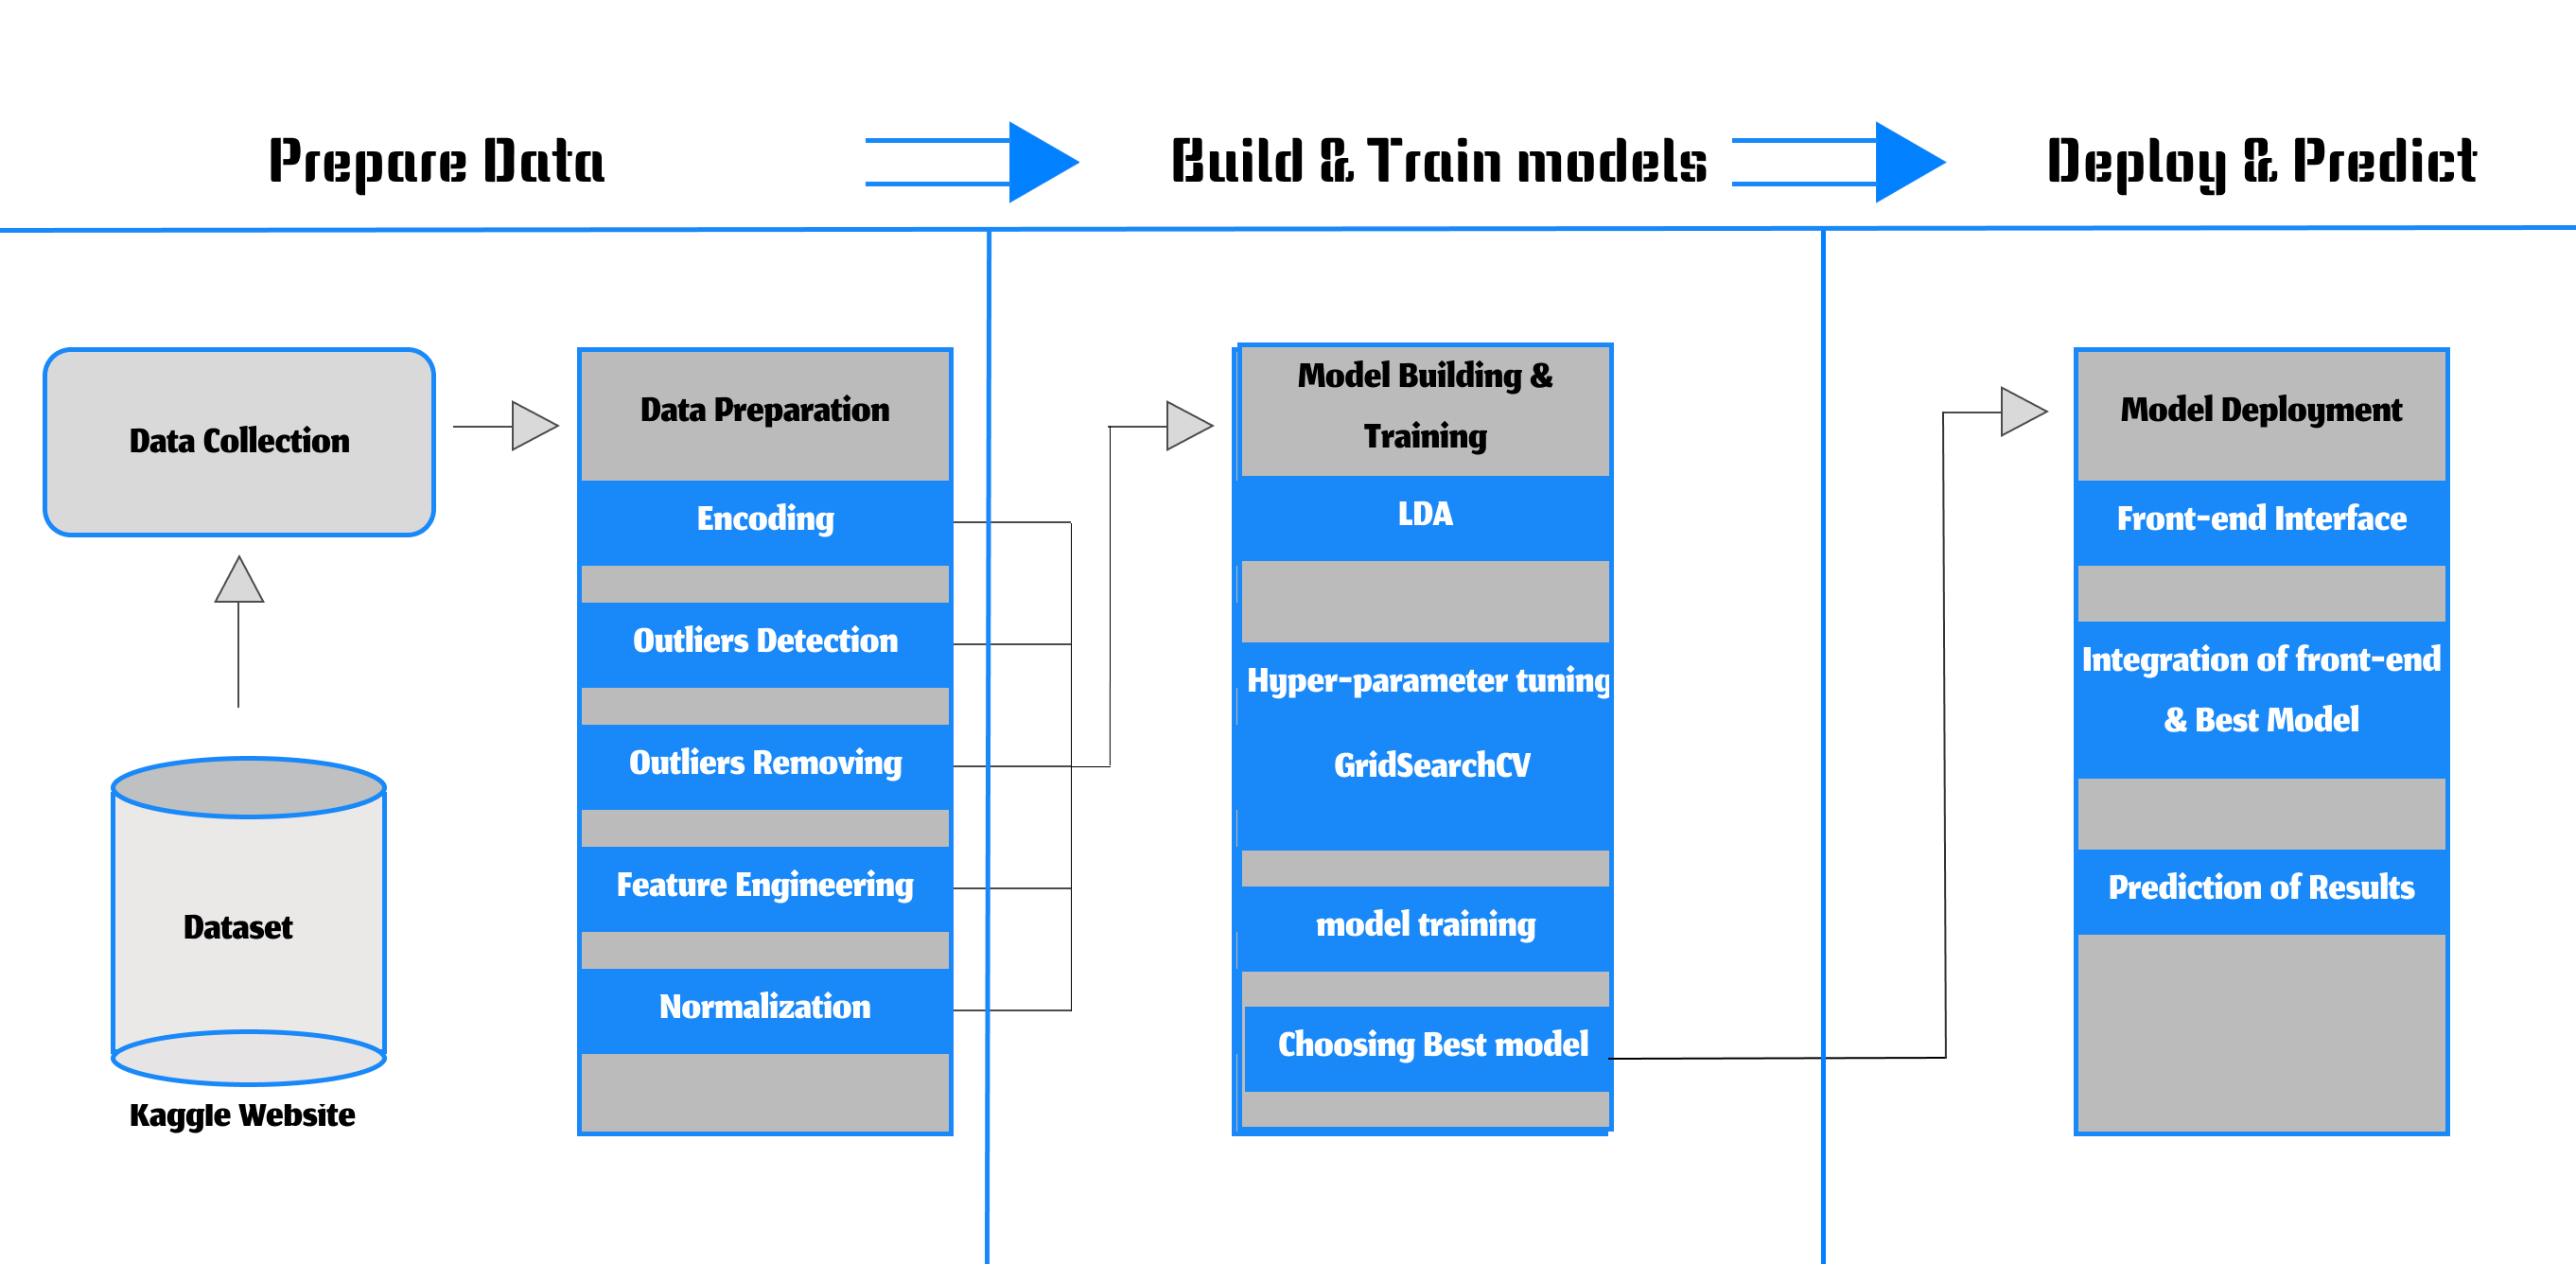 Prepare Data
Build & Train models
Deploy & Predict
Data Collection
Dataset
Kaggle Website
Data Preparation
Encoding
Outliers Detection
Outliers Removing
Feature Engineering
Normalization
Model Building &
Training
LDA
Hyper-parameter tuning
GridSearchCV
model training
Choosing Best model
Model Deployment
Front-end Interface
Integration of front-end
& Best Model
Prediction of Results